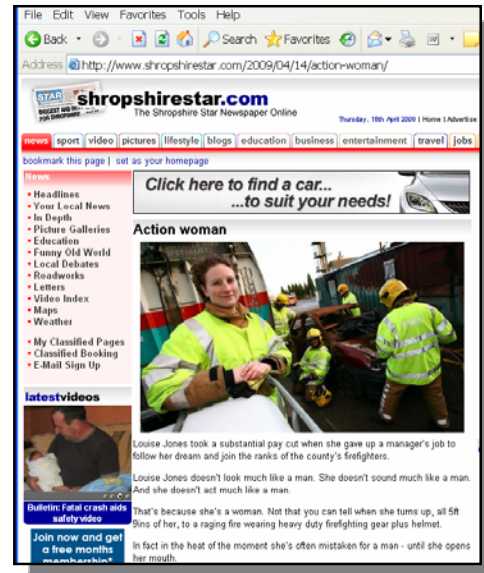 File Edit View Favorites Tools Help
Back Search Favorites
Address http://www.shropshirestar.com/2009/04/14/action-woman/
STAR
shropshirestar.com
The Shropshire Star Newspaper Online
Thursday, 16th April 2009 | Home | Advertise
news sport video pictures lifestyle blogs education business entertainment travel jobs
bookmark this page | set as your homepage
News
• Headlines
• Your Local News
• In Depth
• Picture Galleries
• Education
• Funny Old World
• Local Debates
• Roadworks
• Letters
• Video Index
• Maps
• Weather
• My Classified Pages
• Classified Booking
• E-Mail Sign Up
latestvideos
Bulletin: Fatal crash aids
safety video
Join now and get
a free months
membership*
Click here to find a car...
...to suit your needs!
Action woman
Louise Jones took a substantial pay cut when she gave up a manager's job to
follow her dream and join the ranks of the county's firefighters.
Louise Jones doesn't look much like a man. She doesn't sound much like a man.
And she doesn't act much like a man.
That's because she's a woman. Not that you can tell when she turns up, all 5ft
9ins of her, to a raging fire wearing heavy duty firefighting gear plus helmet.
In fact in the heat of the moment she's often mistaken for a man - until she opens
her mouth.